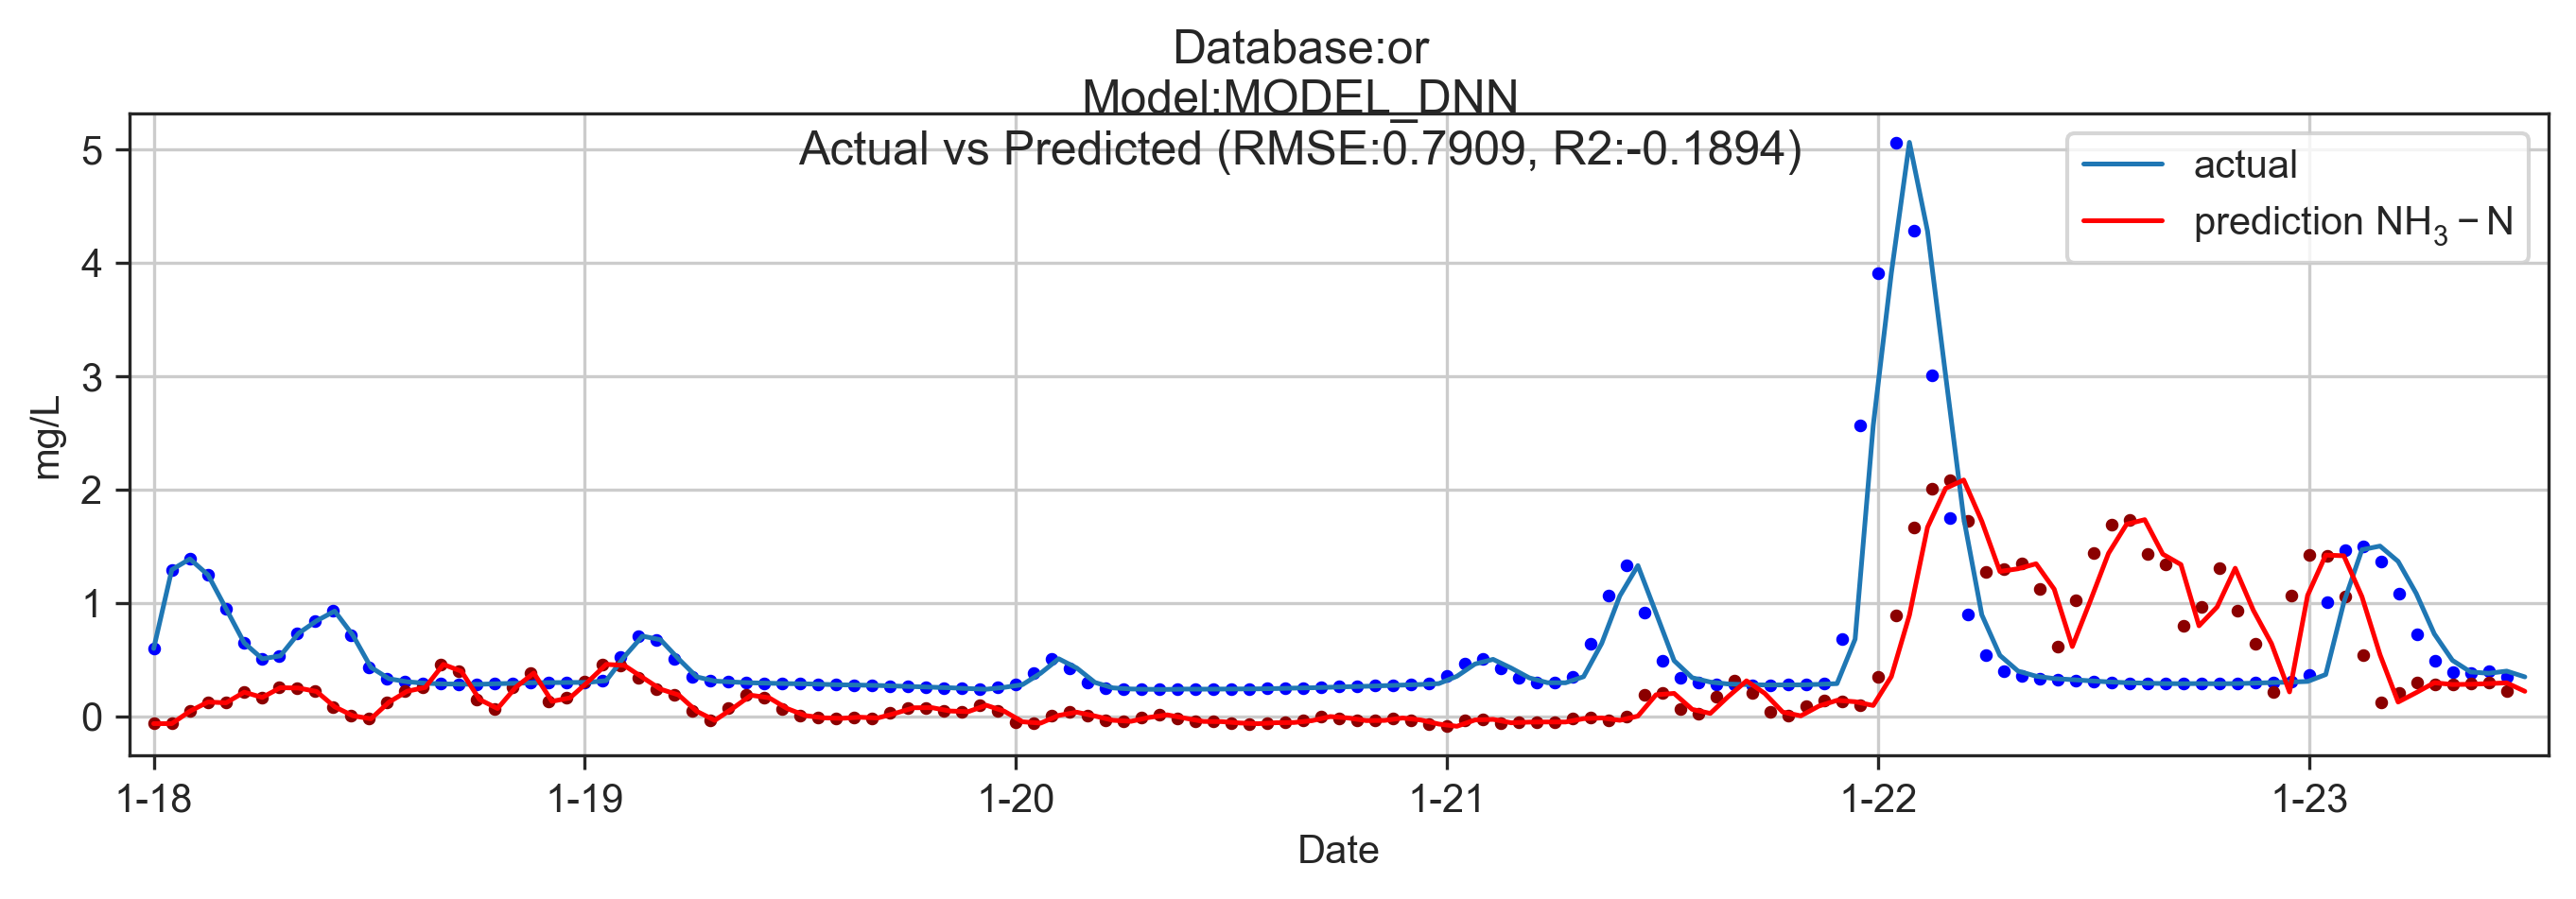 Database:or
Model:MODEL_DNN
Actual vs Predicted (RMSE:0.7909, R2:-0.1894)
actual
prediction NH₃ − N
5
4
3
2
1
0
mg/L
1-18
1-19
1-20
1-21
1-22
1-23
Date